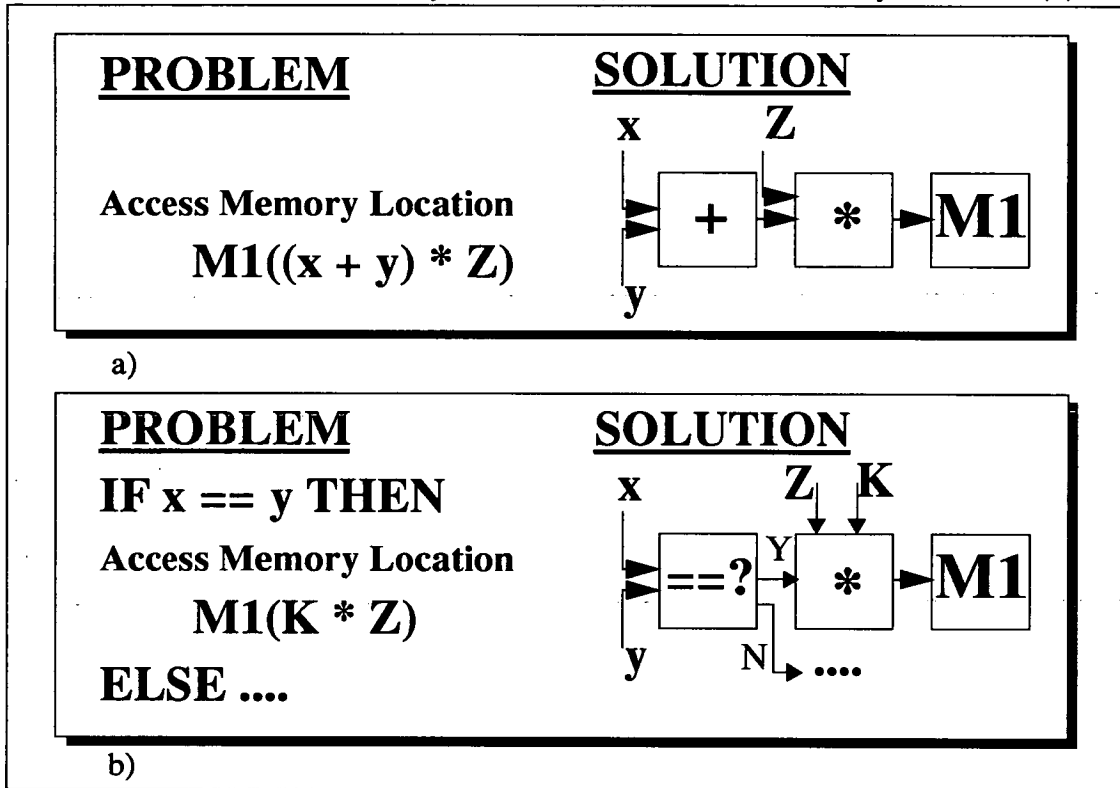 PROBLEM
SOLUTION
x
Z
Access Memory Location
M1((x + y) * Z)
+
*
M1
y
a)
PROBLEM
SOLUTION
IF x == y THEN
x
Z
K
Access Memory Location
==?
Y
*
M1
M1(K * Z)
y
N
....
ELSE ....
b)